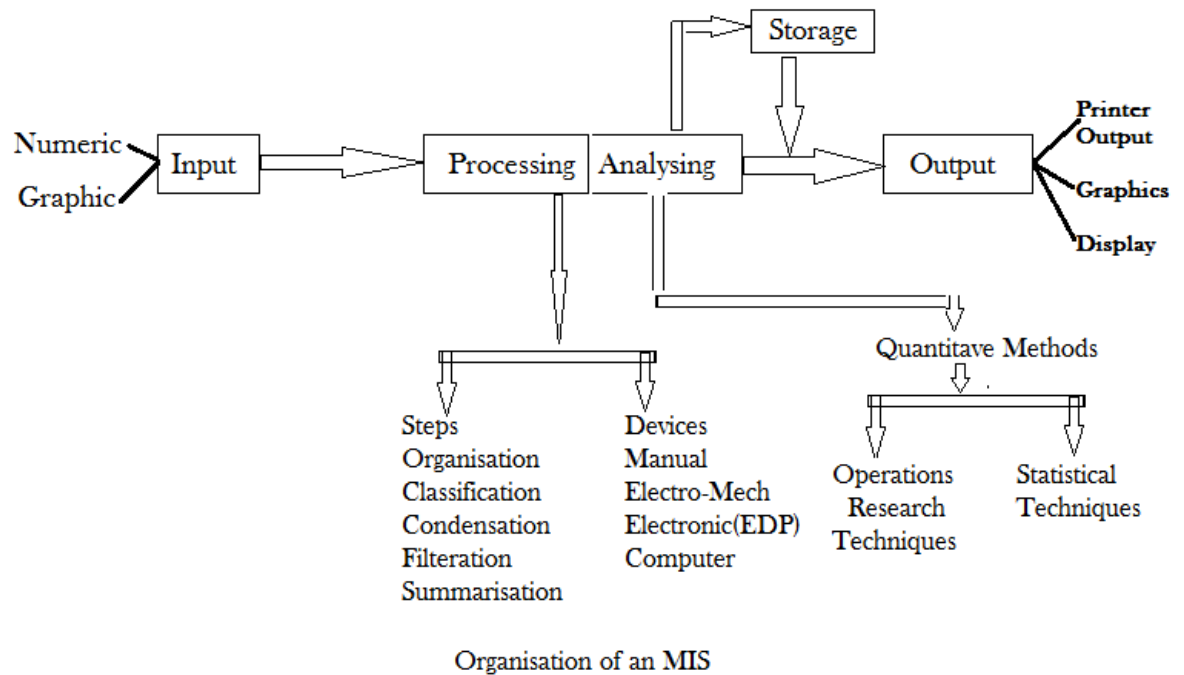 Storage
Numeric
Graphic
Input
Processing
Analysing
Output
Printer
Output
Graphics
Display
Quantitave Methods
Steps
Organisation
Classification
Condensation
Filteration
Summarisation
Devices
Manual
Electro-Mech
Electronic(EDP)
Computer
Operations
Research
Techniques
Statistical
Techniques
Organisation of an MIS